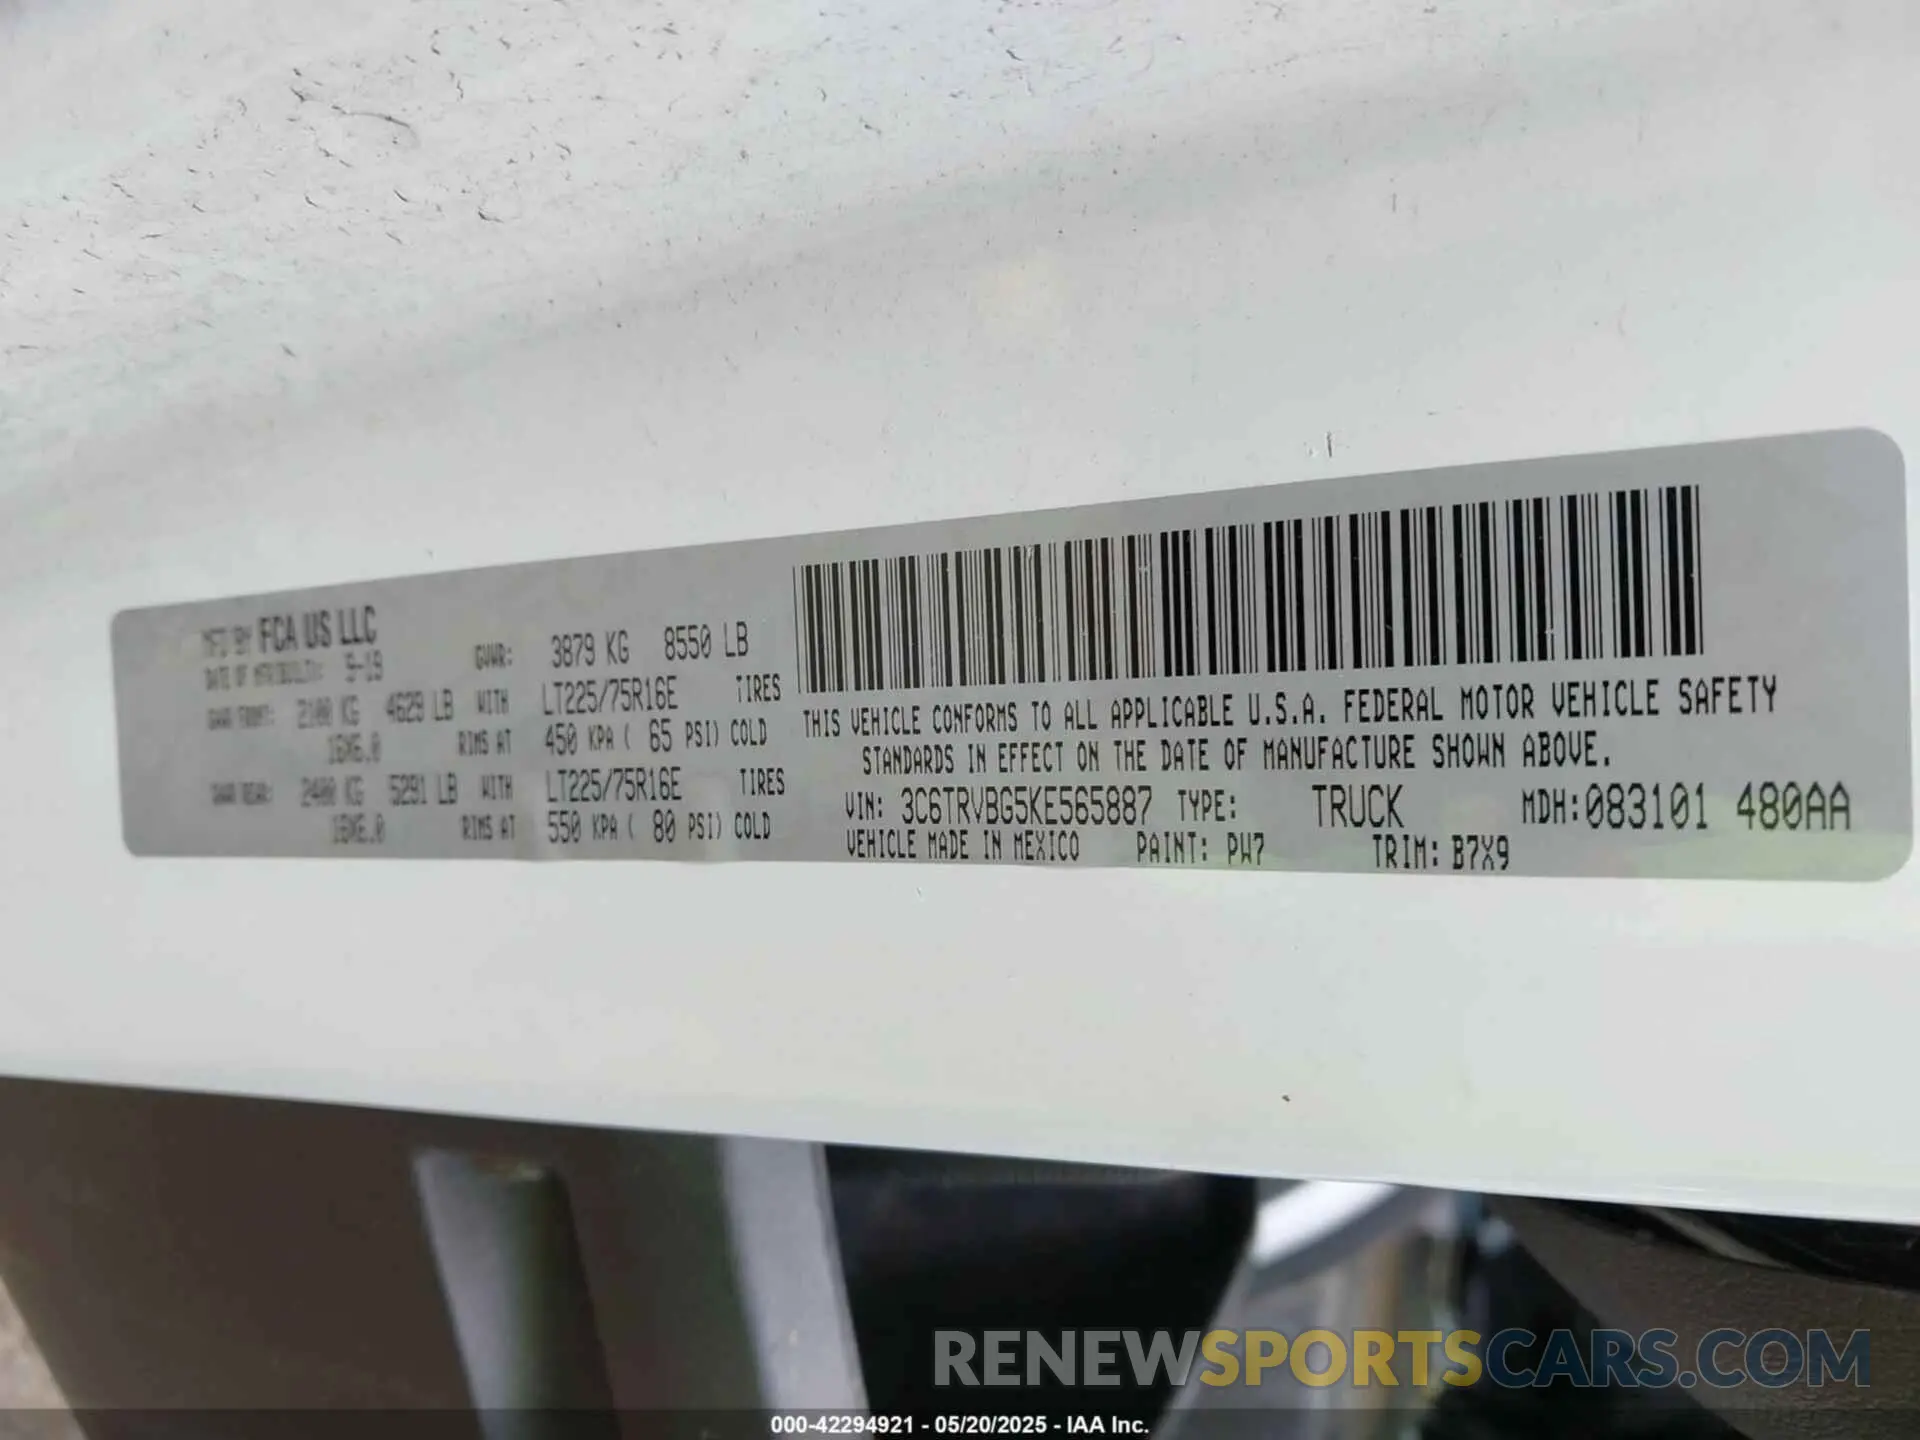 MFD BY FCA US LLC
DATE OF MFR: 9-19 GVWR: 3879 KG 8550 LB
GAWR FRONT: 2100 KG 4629 LB WITH LT225/75R16E TIRES
16X6.0 RIMS AT 450 KPA ( 65 PSI) COLD
GAWR REAR: 2400 KG 5291 LB WITH LT225/75R16E TIRES
16X6.0 RIMS AT 550 KPA ( 80 PSI) COLD
THIS VEHICLE CONFORMS TO ALL APPLICABLE U.S.A. FEDERAL MOTOR VEHICLE SAFETY
STANDARDS IN EFFECT ON THE DATE OF MANUFACTURE SHOWN ABOVE.
VIN: 3C6TRVBG5KE565887 TYPE: TRUCK MDH:083101 480AA
VEHICLE MADE IN MEXICO PAINT: PW7 TRIM: B7X9
RENEWSPORTSCARS.COM
000-42294921 - 05/20/2025 - IAA Inc.